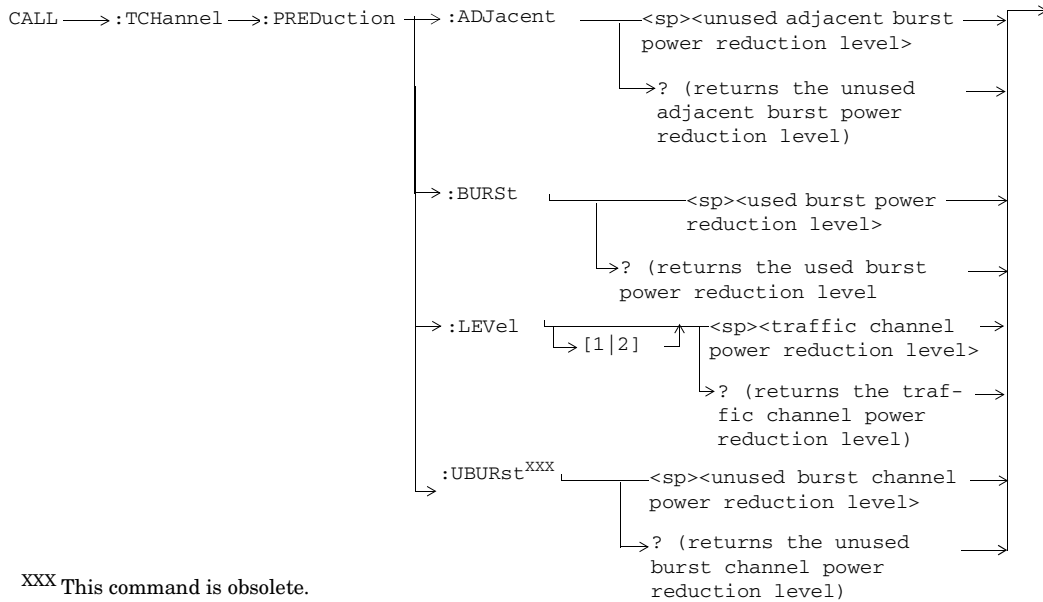 CALL :TCHannel :PREDuction :ADJacent <sp><unused adjacent burst
power reduction level>
? (returns the unused
adjacent burst power
reduction level)
:BURSt <sp><used burst power
reduction level>
? (returns the used burst
power reduction level
:LEVel [1|2] <sp><traffic channel
power reduction level>
? (returns the traf-
fic channel power
reduction level)
:UBURstXXX <sp><unused burst channel
power reduction level>
? (returns the unused
burst channel power
reduction level)
XXX This command is obsolete.